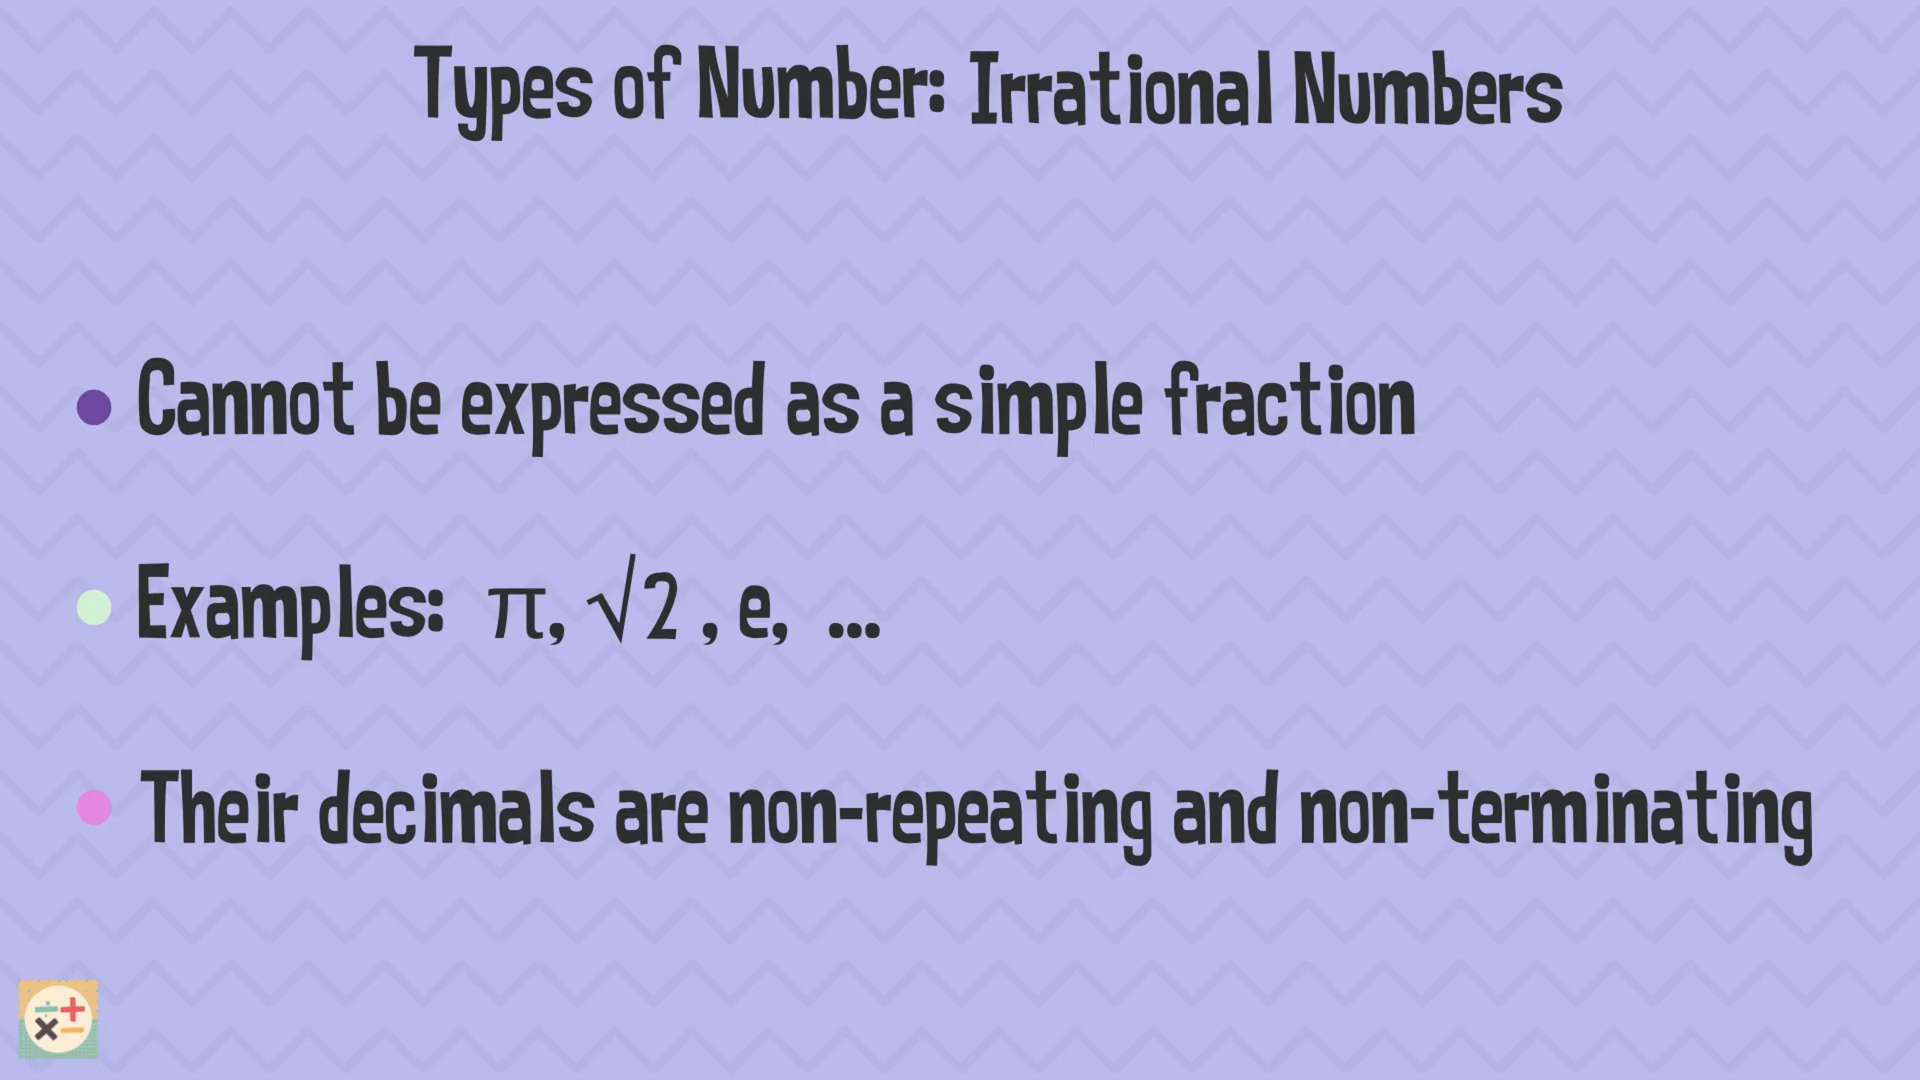 Types of Number: Irrational Numbers
Cannot be expressed as a simple fraction
Examples: π, √2 , e, ...
Their decimals are non-repeating and non-terminating